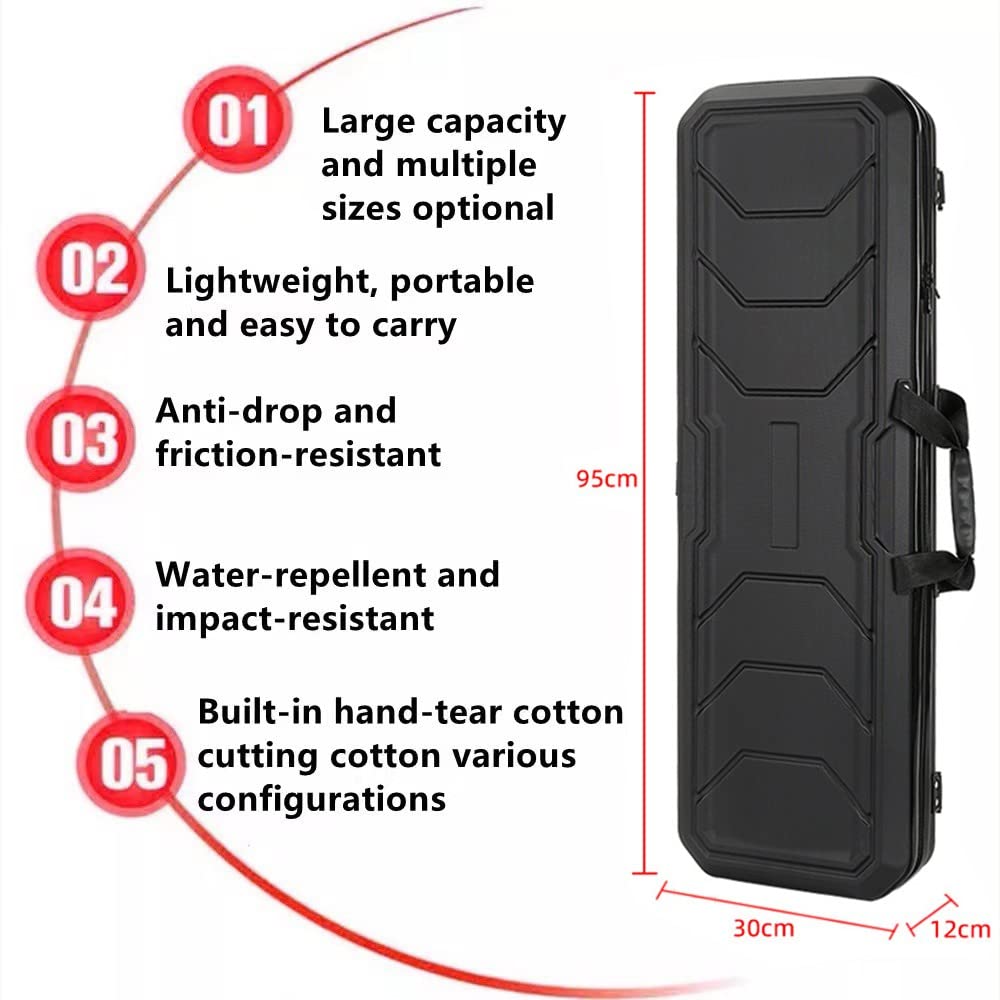 01
Large capacity
and multiple
sizes optional
02
Lightweight, portable
and easy to carry
03
Anti-drop and
friction-resistant
04
Water-repellent and
impact-resistant
05
Built-in hand-tear cotton
cutting cotton various
configurations
95cm
30cm
12cm